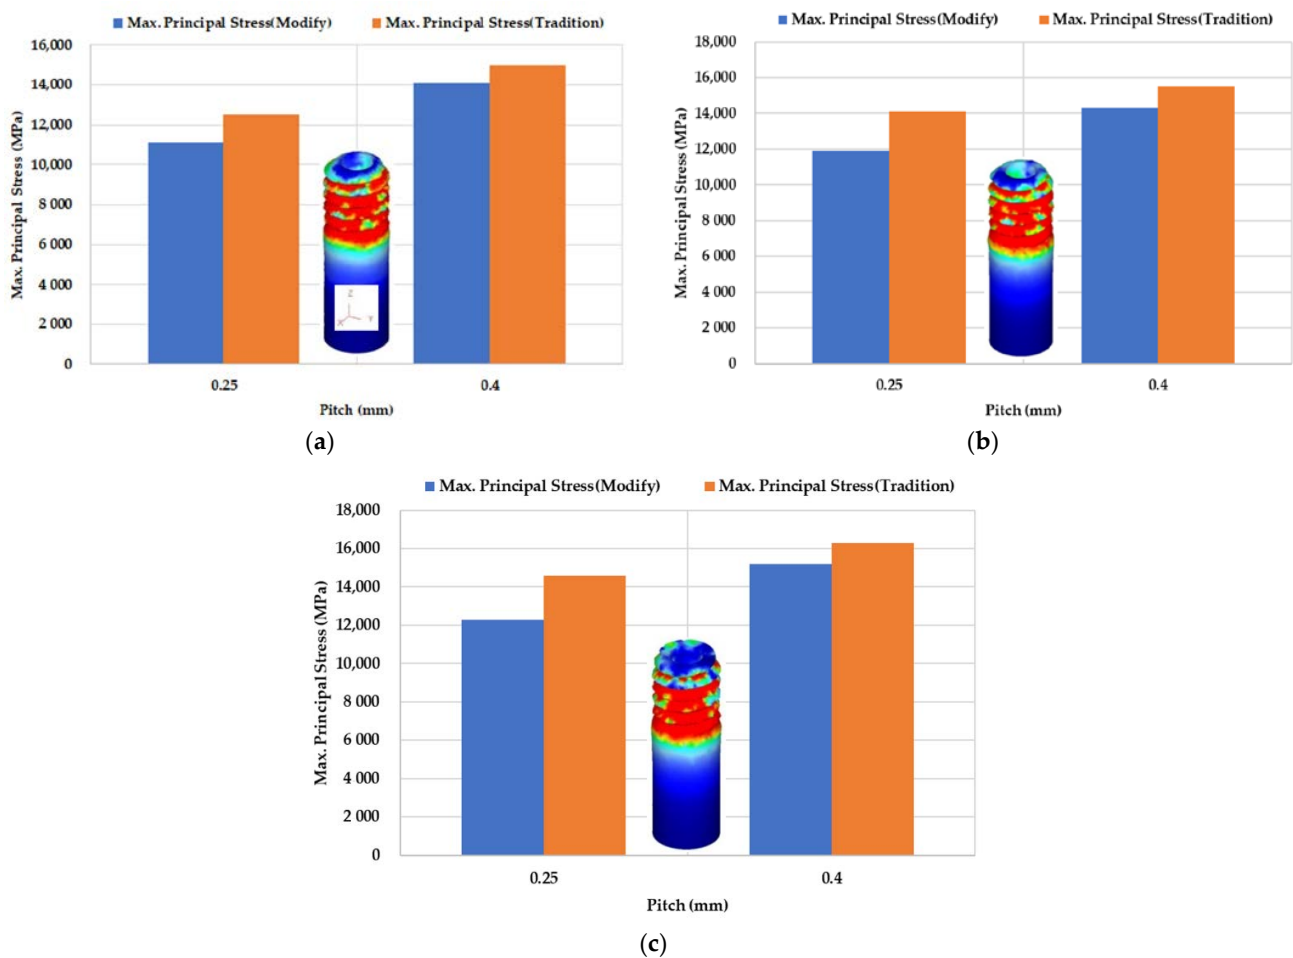 Max. Principal Stress(Modify) Max. Principal Stress(Tradition)
16,000
14,000
12,000
10,000
8 000
6 000
4 000
2 000
0
Max. Principal Stress (MPa)
Z
X Y
0.25 0.4
Pitch (mm)
(a)
Max. Principal Stress(Modify) Max. Principal Stress(Tradition)
18,000
16,000
14,000
12,000
10,000
8 000
6 000
4 000
2 000
0
Max. Principal Stress (MPa)
0.25 0.4
Pitch (mm)
(b)
Max. Principal Stress(Modify) Max. Principal Stress(Tradition)
18,000
16,000
14,000
12,000
10,000
8 000
6 000
4 000
2 000
0
Max. Principal Stress (MPa)
0.25 0.4
Pitch (mm)
(c)